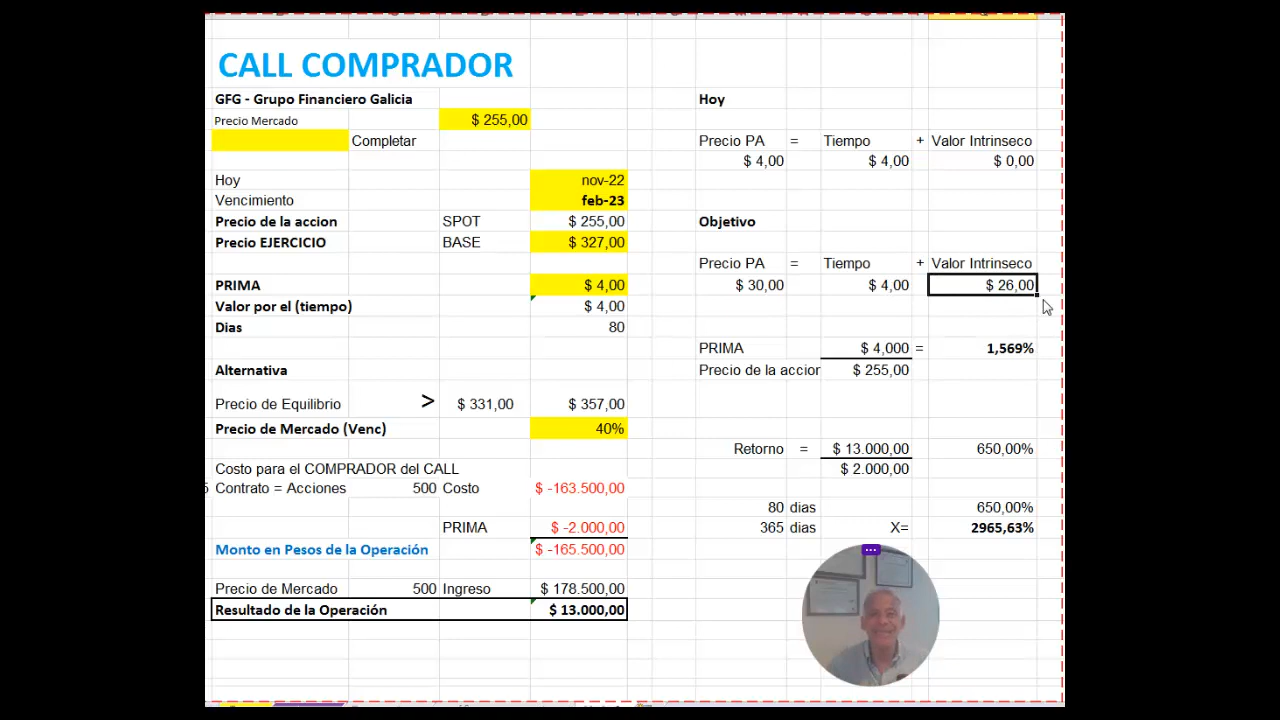 CALL COMPRADOR
GFG - Grupo Financiero Galicia
Hoy
Precio Mercado $ 255,00
Completar
Precio PA = Tiempo + Valor Intrinseco
$ 4,00 $ 4,00 $ 0,00
Hoy nov-22
Vencimiento feb-23
Precio de la accion SPOT $ 255,00
Objetivo
Precio EJERCICIO BASE $ 327,00
Precio PA = Tiempo + Valor Intrinseco
PRIMA $ 4,00
$ 30,00 $ 4,00 $ 26,00
Valor por el (tiempo) $ 4,00
Dias 80
PRIMA $ 4,000 = 1,569%
Alternativa
Precio de la accior $ 255,00
Precio de Equilibrio > $ 331,00 $ 357,00
Precio de Mercado (Venc) 40%
Retorno = $ 13.000,00 650,00%
Costo para el COMPRADOR del CALL
$ 2.000,00
5 Contrato = Acciones 500 Costo $ -163.500,00
80 dias 650,00%
PRIMA $ -2.000,00
365 dias X= 2965,63%
Monto en Pesos de la Operación $ -165.500,00
Precio de Mercado 500 Ingreso $ 178.500,00
Resultado de la Operación $ 13.000,00